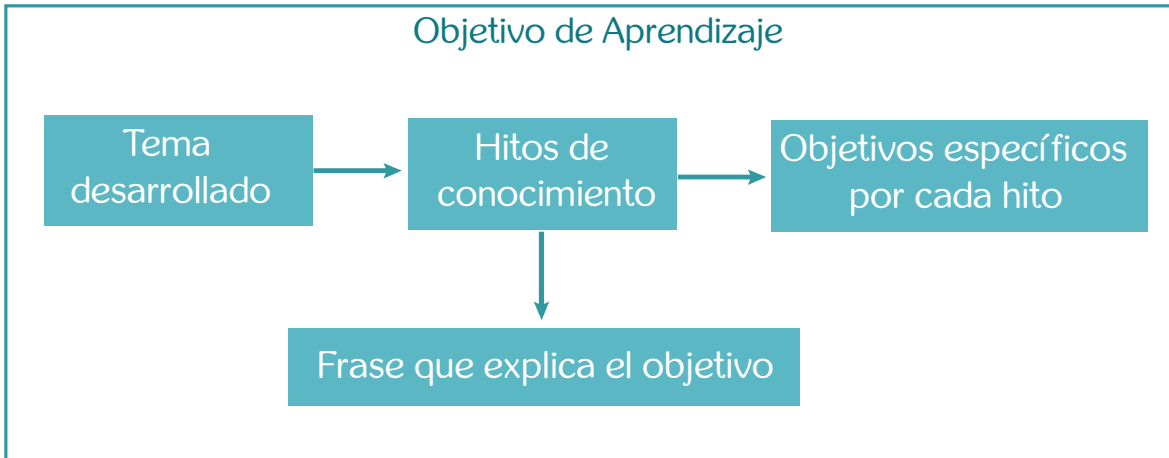 Objetivo de Aprendizaje
Tema
desarrollado
Hitos de
conocimiento
Objetivos específicos
por cada hito
Frase que explica el objetivo